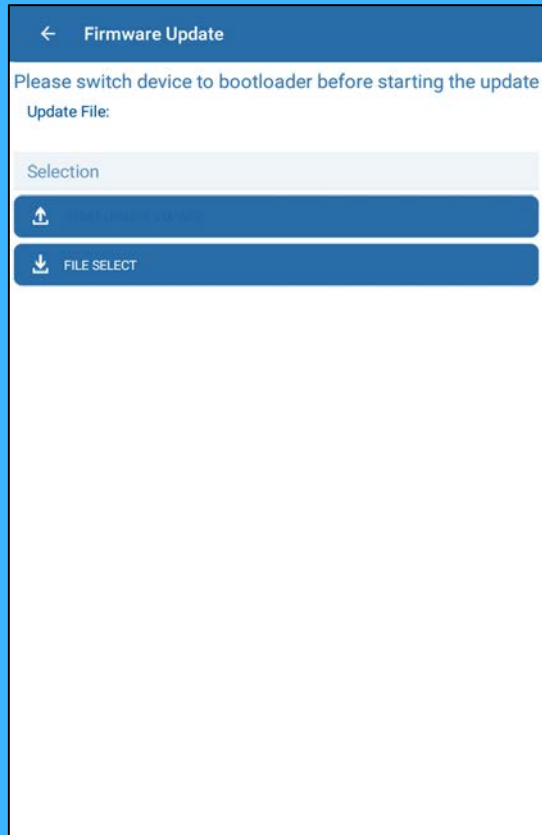 Firmware Update
Please switch device to bootloader before starting the update
Update File:
Selection
FILE SELECT